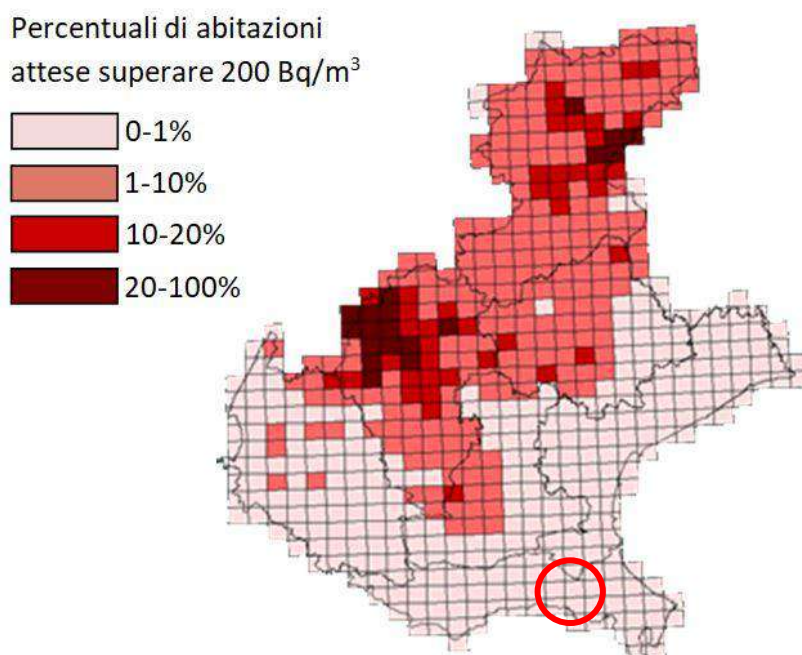 Percentuali di abitazioni
attese superare 200 Bq/m³
0-1%
1-10%
10-20%
20-100%